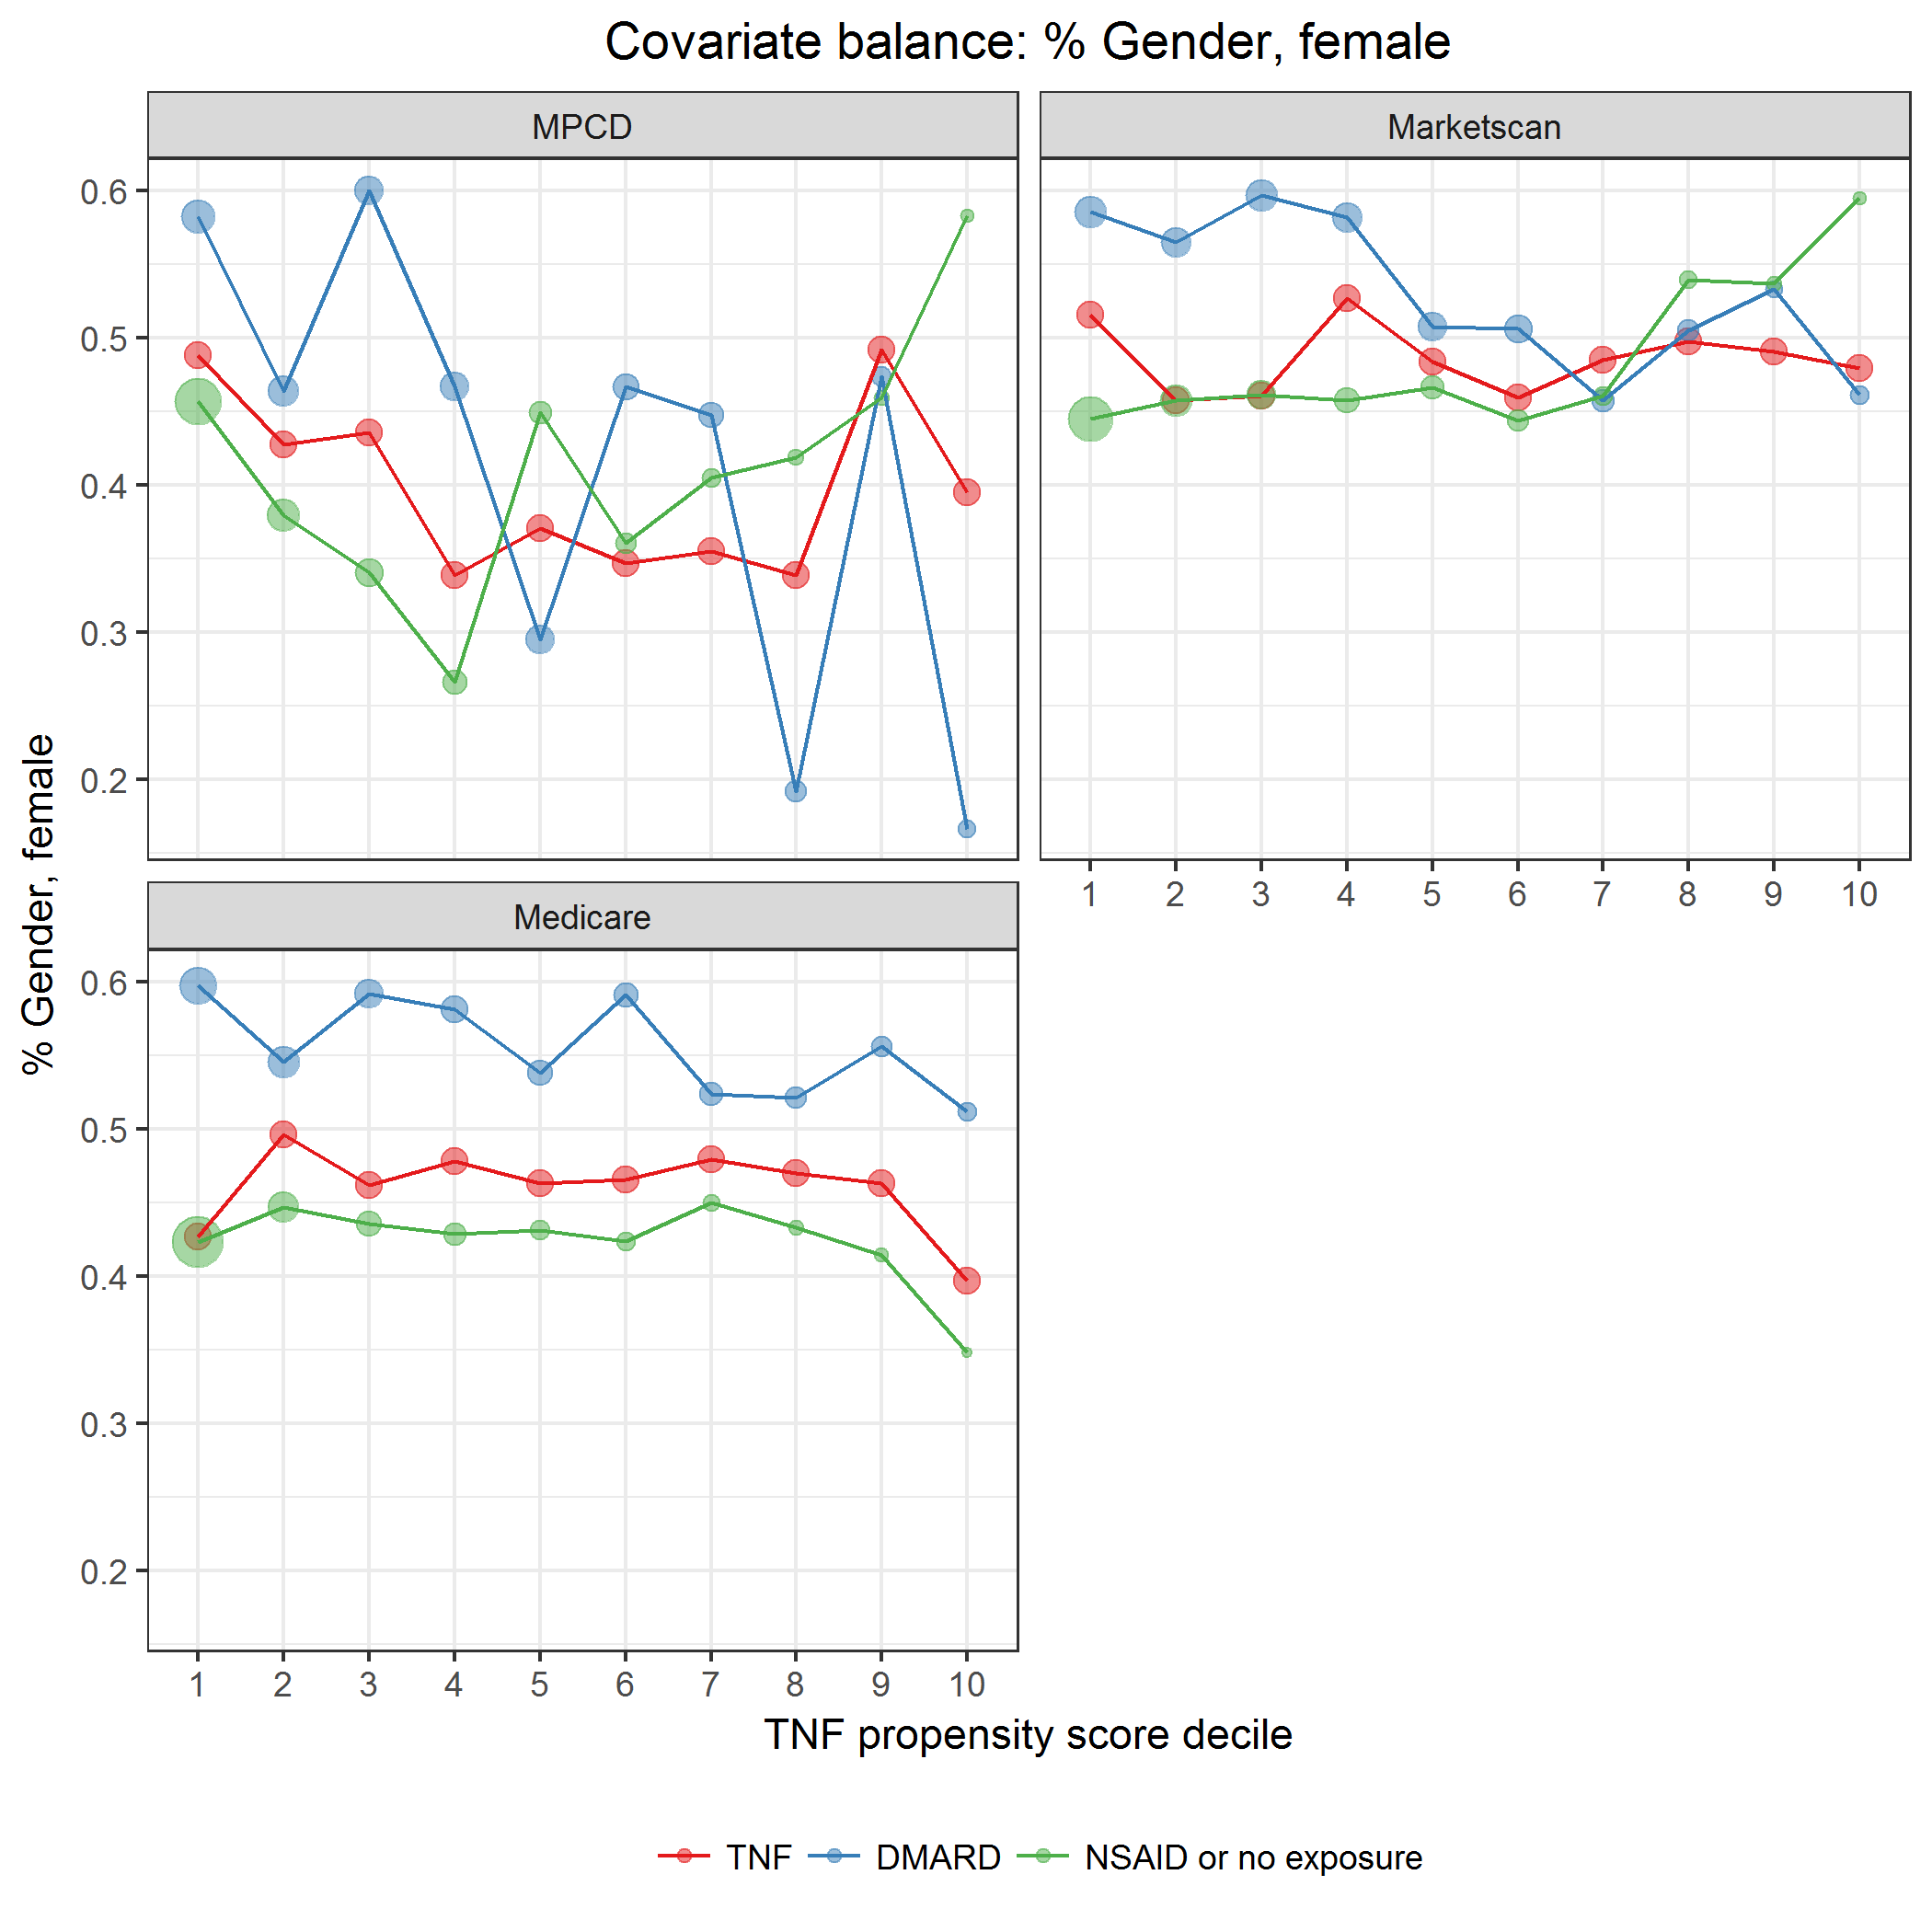 Covariate balance: % Gender, female
MPCD
Marketscan
0.6
0.5
0.4
0.3
0.2
1 2 3 4 5 6 7 8 9 10
Medicare
0.6
0.5
0.4
0.3
0.2
1 2 3 4 5 6 7 8 9 10
% Gender, female
TNF propensity score decile
TNF DMARD NSAID or no exposure